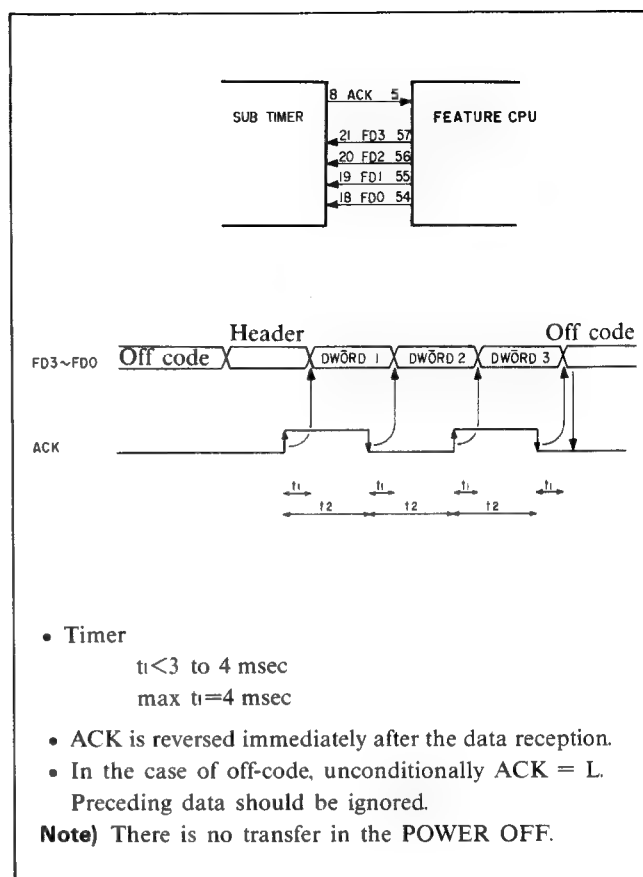 8 ACK 5
SUB TIMER
FEATURE CPU
21 FD3 57
20 FD2 56
19 FD1 55
18 FD0 54
Header
Off code
FD3~FD0
Off code
DWORD 1
DWORD 2
DWORD 3
ACK
t1 t1 t1 t1
t2 t2 t2
• Timer
t1<3 to 4 msec
max t1=4 msec
• ACK is reversed immediately after the data reception.
• In the case of off-code, unconditionally ACK = L.
Preceding data should be ignored.
Note) There is no transfer in the POWER OFF.